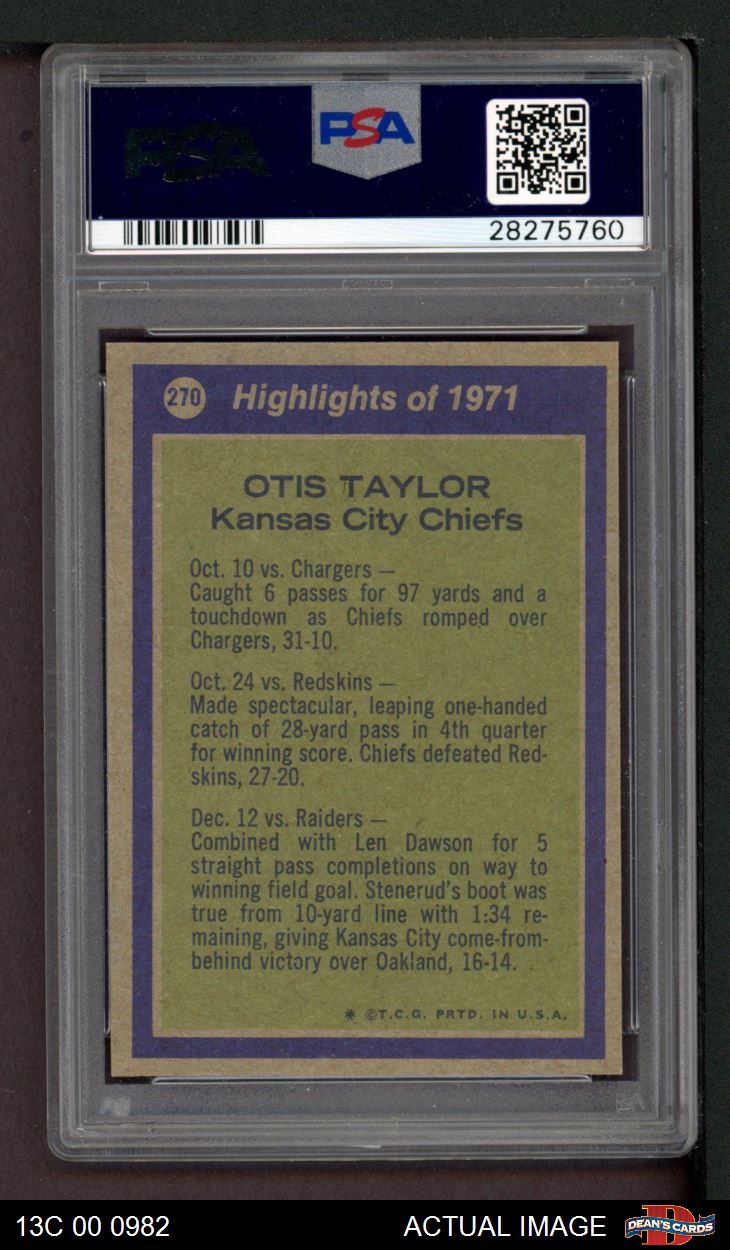 PSA
PSA
28275760
270
Highlights of 1971
OTIS TAYLOR
Kansas City Chiefs
Oct. 10 vs. Chargers —
Caught 6 passes for 97 yards and a
touchdown as Chiefs romped over
Chargers, 31-10.
Oct. 24 vs. Redskins —
Made spectacular, leaping one-handed
catch of 28-yard pass in 4th quarter
for winning score. Chiefs defeated Red-
skins, 27-20.
Dec. 12 vs. Raiders —
Combined with Len Dawson for 5
straight pass completions on way to
winning field goal. Stenerud's boot was
true from 10-yard line with 1:34 re-
maining, giving Kansas City come-from-
behind victory over Oakland, 16-14.
* ©T.C.G. PRTD. IN U.S.A.
13C 00 0982
ACTUAL IMAGE
DEAN'S CARDS